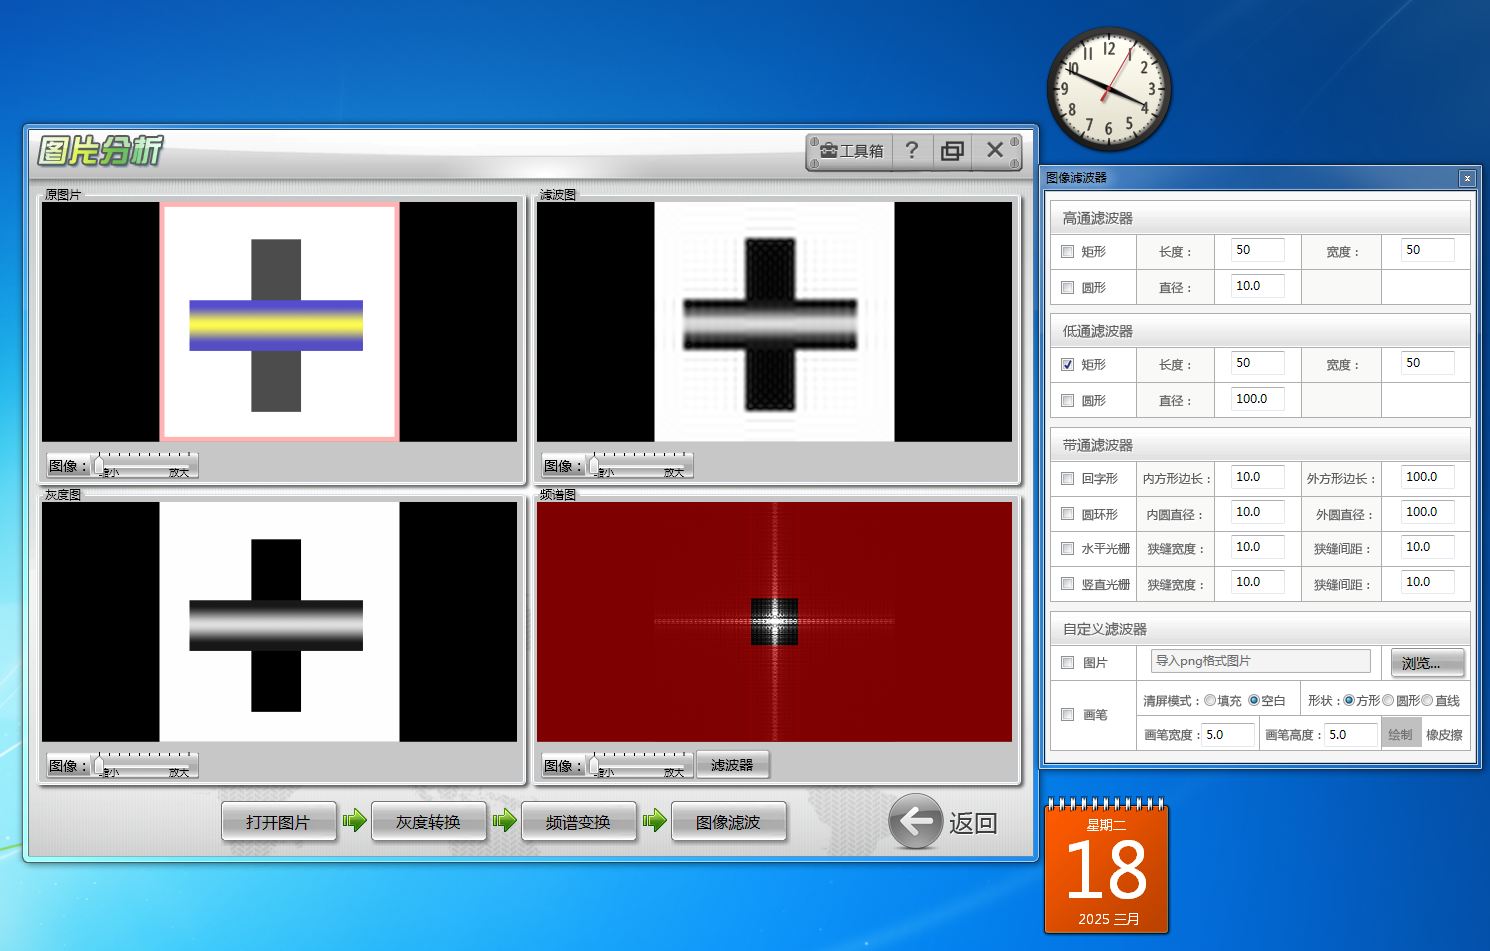 12
1
2
3
4
5
6
7
8
9
10
11
图片分析
工具箱
?
原图片
滤波图
图像：
缩小
放大
图像：
缩小
放大
灰度图
频谱图
图像：
缩小
放大
图像：
缩小
放大
滤波器
打开图片
灰度转换
频谱变换
图像滤波
返回
图像滤波器
高通滤波器
矩形 长度： 50 宽度： 50
圆形 直径： 10.0
低通滤波器
矩形 长度： 50 宽度： 50
圆形 直径： 100.0
带通滤波器
回字形 内方形边长： 10.0 外方形边长： 100.0
圆环形 内圆直径： 10.0 外圆直径： 100.0
水平光栅 狭缝宽度： 10.0 狭缝间距： 10.0
竖直光栅 狭缝宽度： 10.0 狭缝间距： 10.0
自定义滤波器
图片 导入png格式图片 浏览...
画笔 清屏模式： 填充 空白 形状： 方形 圆形 直线
画笔宽度： 5.0 画笔高度： 5.0 绘制 橡皮擦
星期二
18
2025 三月